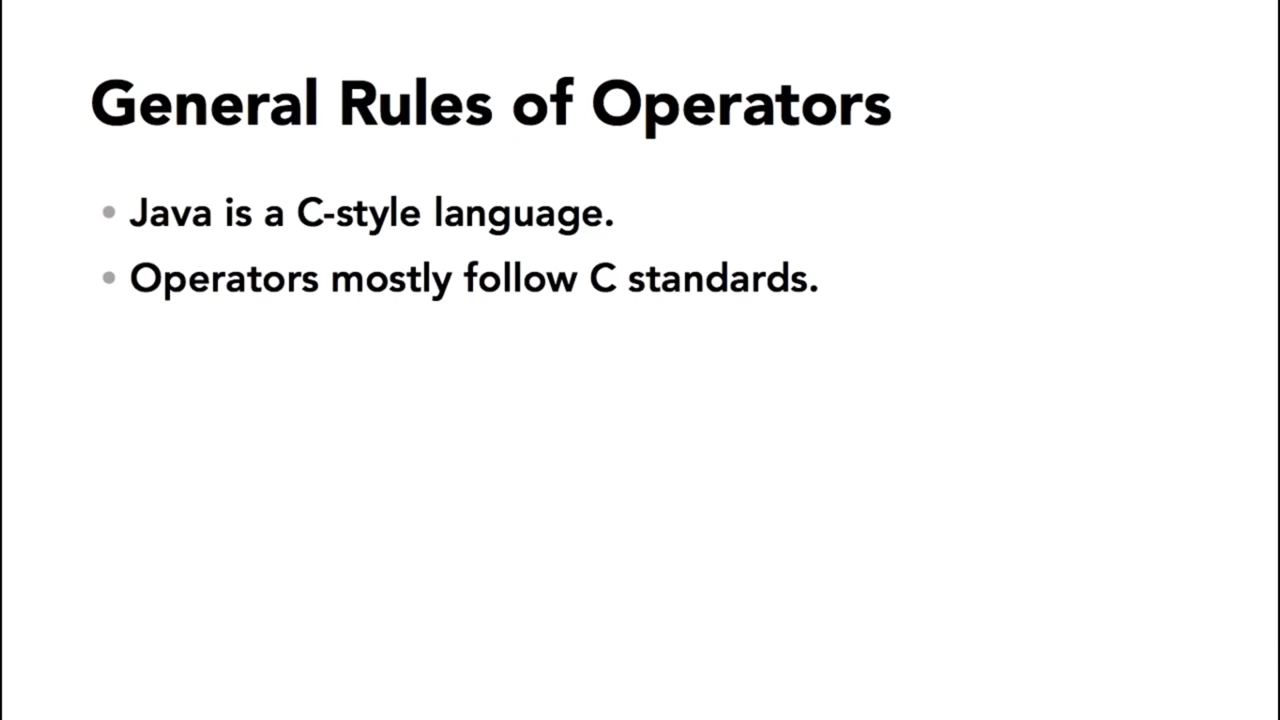 General Rules of Operators
• Java is a C-style language.
• Operators mostly follow C standards.